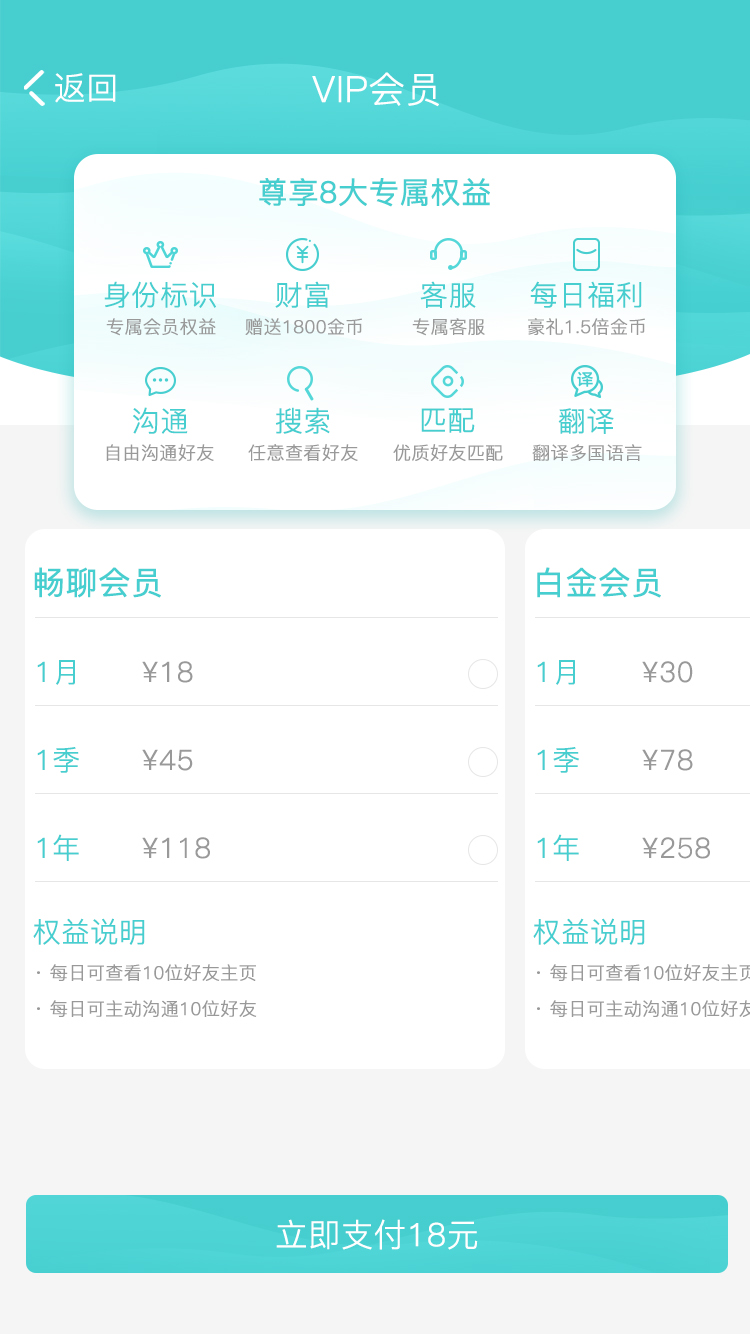 返回
VIP会员
尊享8大专属权益
身份标识 财富 客服 每日福利
专属会员权益 赠送1800金币 专属客服 豪礼1.5倍金币
译
沟通 搜索 匹配 翻译
自由沟通好友 任意查看好友 优质好友匹配 翻译多国语言
畅聊会员
1月 ¥18
1季 ¥45
1年 ¥118
权益说明
· 每日可查看10位好友主页
· 每日可主动沟通10位好友
白金会员
1月 ¥30
1季 ¥78
1年 ¥258
权益说明
· 每日可查看10位好友主页
· 每日可主动沟通10位好友
立即支付18元